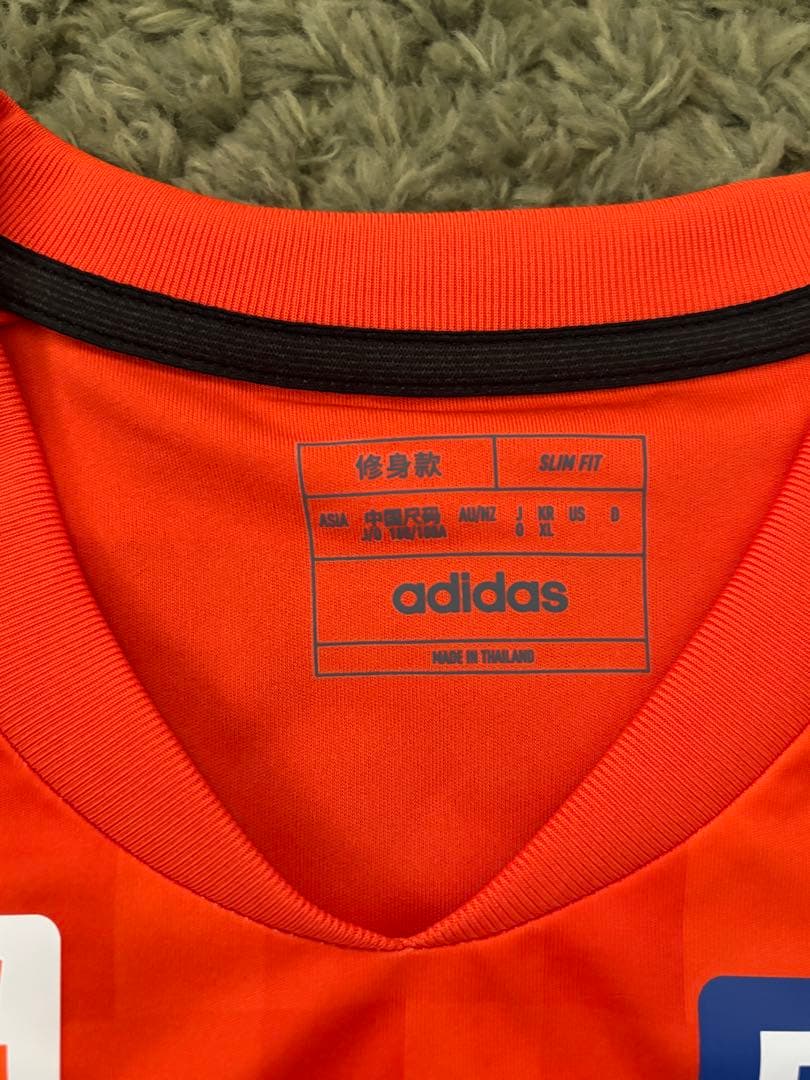 修身款 SLIM FIT
ASIA 中国尺码 AU/NZ J KR US D
J/O O XL
adidas
MADE IN THAILAND